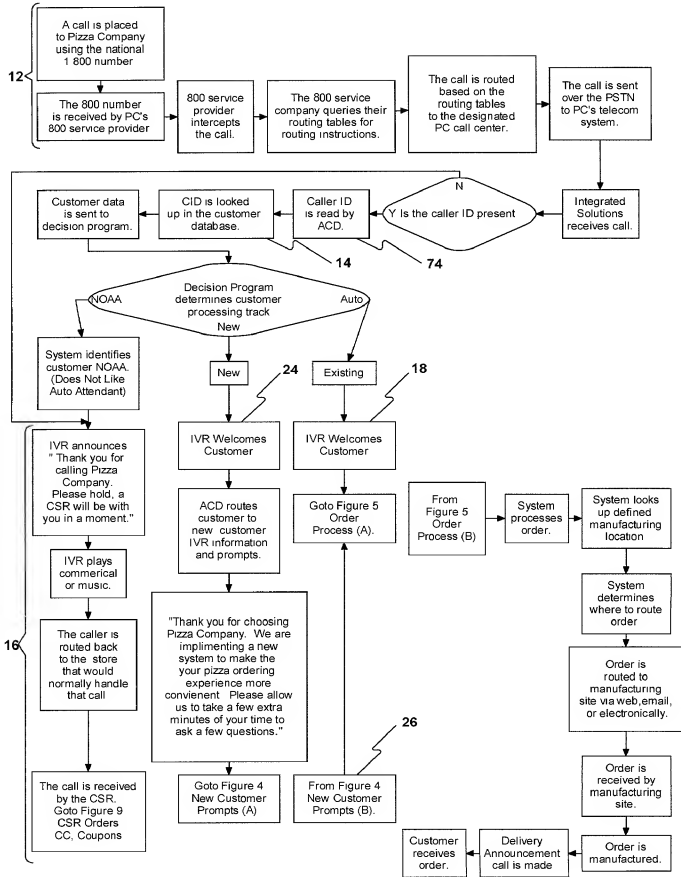 A call is placed
to Pizza Company
using the national
1 800 number
12
The 800 number
is received by PC's
800 service provider
800 service
provider
intercepts
the call.
The 800 service
company queries their
routing tables for
routing instructions.
The call is routed
based on the
routing tables
to the designated
PC call center.
The call is sent
over the PSTN
to PC's telecom
system.
N
Customer data
is sent to
decision program.
CID is looked
up in the customer
database.
Caller ID
is read by
ACD.
Y Is the caller ID present
Integrated
Solutions
receives call.
14
74
NOAA
Decision Program
determines customer
processing track
Auto
New
System identifies
customer NOAA.
(Does Not Like
Auto Attendant)
New
24
Existing
18
IVR announces
" Thank you for
calling Pizza
Company.
Please hold, a
CSR will be with
you in a moment."
IVR Welcomes
Customer
IVR Welcomes
Customer
ACD routes
customer to
new customer
IVR information
and prompts.
Goto Figure 5
Order
Process (A).
From
Figure 5
Order
Process (B)
System
processes
order.
System looks
up defined
manufacturing
location
IVR plays
commerical
or music.
System
determines
where to route
order
16
The caller is
routed back
to the store
that would
normally handle
that call
"Thank you for choosing
Pizza Company. We are
implimenting a new
system to make the
your pizza ordering
experience more
convienent Please allow
us to take a few extra
minutes of your time to
ask a few questions."
Order is
routed to
manufacturing
site via web,email,
or electronically.
26
The call is received
by the CSR.
Goto Figure 9
CSR Orders
CC, Coupons
Goto Figure 4
New Customer
Prompts (A)
From Figure 4
New Customer
Prompts (B).
Order
is received by
manufacturing
site.
Customer
receives
order.
Delivery
Announcement
call is made
Order is
manufactured.